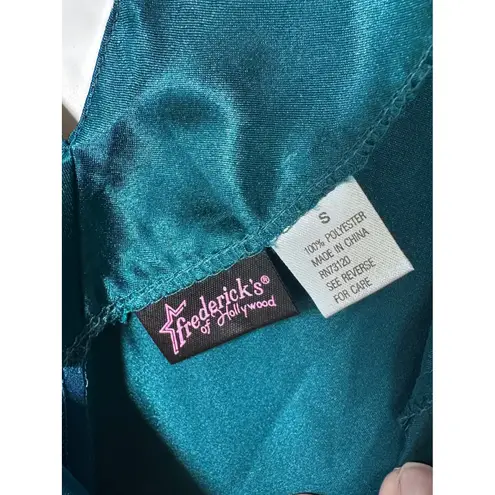 frederick's®
of Hollywood
S
100% POLYESTER
MADE IN CHINA
RN73120
SEE REVERSE
FOR CARE